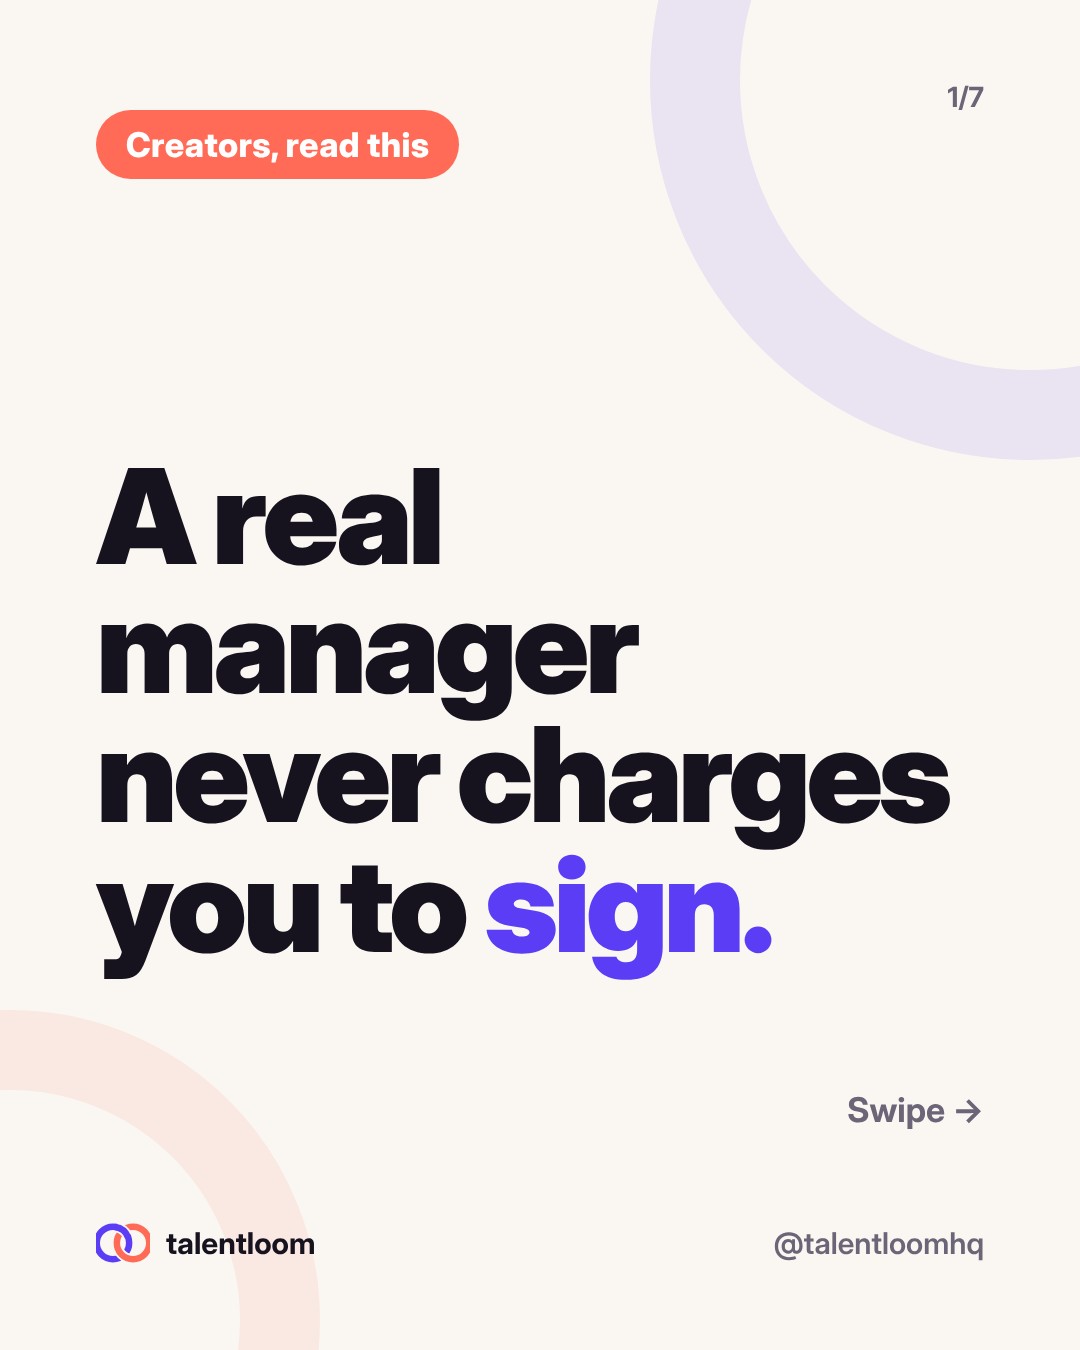 1/7
Creators, read this
A real
manager
never charges
you to sign.
Swipe →
talentloom
@talentloomhq